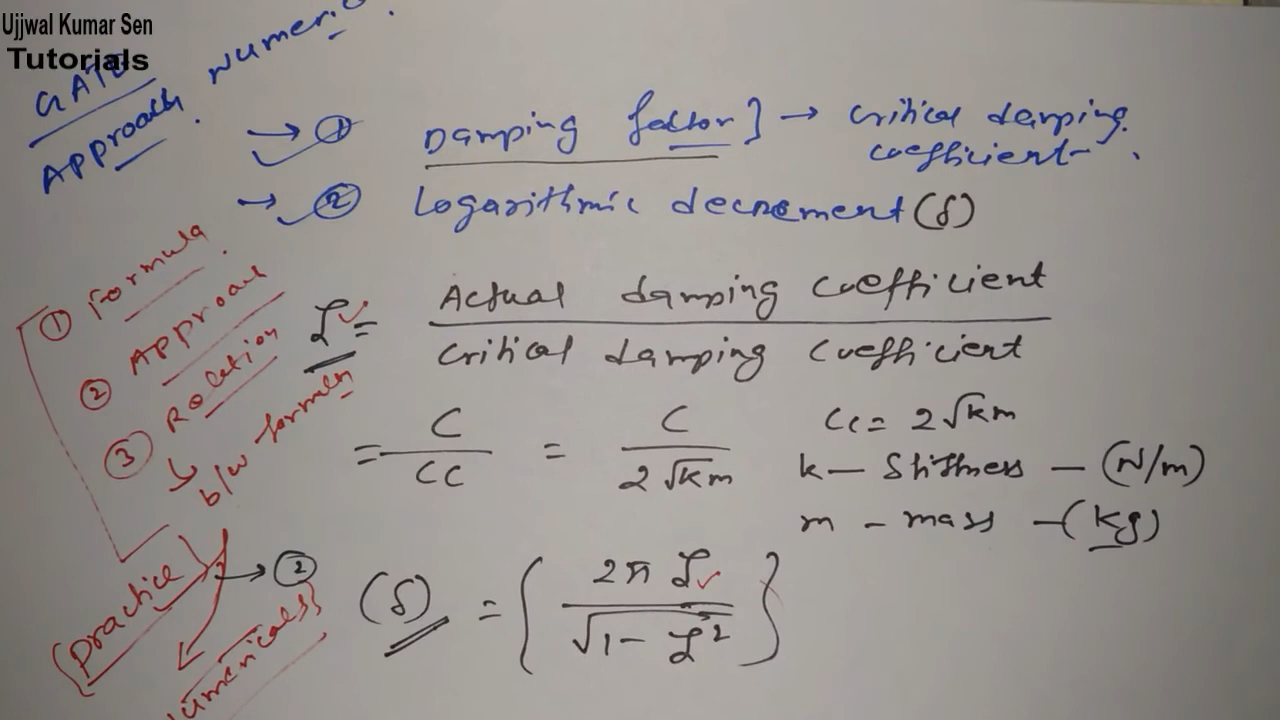 Ujjwal Kumar Sen
Tutorials
GATE
Approach Numeric
→ ① Damping factor] → critical damping
coefficient
→ ② Logarithmic decrement (δ)
① Formula
② Approach
③ Relation
b/w formula
{practice}
numericals}
ξ = Actual damping coefficient
Critical damping coefficient
= C / CC = C / 2√km
Cc = 2√km
k — Stiffness — (N/m)
m - mass - (kg)
→ ② (δ) = { 2π ξ / √1 - ξ² }